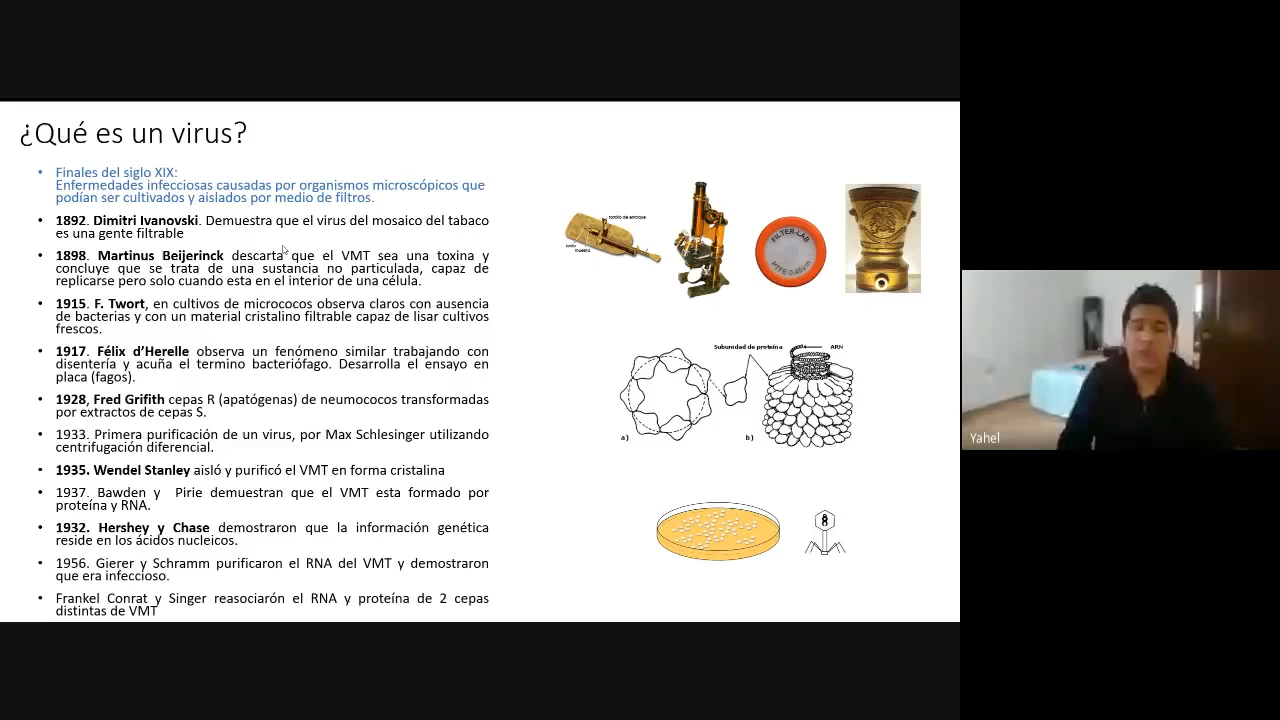 ¿Qué es un virus?
• Finales del siglo XIX:
Enfermedades infecciosas causadas por organismos microscópicos que
podían ser cultivados y aislados por medio de filtros.
• 1892. Dimitri Ivanovski. Demuestra que el virus del mosaico del tabaco
es una gente filtrable
• 1898. Martinus Beijerinck descarta que el VMT sea una toxina y
concluye que se trata de una sustancia no particulada, capaz de
replicarse pero solo cuando esta en el interior de una célula.
• 1915. F. Twort, en cultivos de micrococos observa claros con ausencia
de bacterias y con un material cristalino filtrable capaz de lisar cultivos
frescos.
• 1917. Félix d’Herelle observa un fenómeno similar trabajando con
disentería y acuña el termino bacteriófago. Desarrolla el ensayo en
placa (fagos).
• 1928, Fred Grifith cepas R (apatógenas) de neumococos transformadas
por extractos de cepas S.
• 1933. Primera purificación de un virus, por Max Schlesinger utilizando
centrifugación diferencial.
• 1935. Wendel Stanley aisló y purificó el VMT en forma cristalina
• 1937. Bawden y Pirie demuestran que el VMT esta formado por
proteína y RNA.
• 1932. Hershey y Chase demostraron que la información genética
reside en los ácidos nucleicos.
• 1956. Gierer y Schramm purificaron el RNA del VMT y demostraron
que era infeccioso.
• Frankel Conrat y Singer reasociarón el RNA y proteína de 2 cepas
distintas de VMT
tornillo de enfoque
lente
muestra
FILTER-LAB
PTFE 0.45µm
Subunidad de proteína
ARN
a)
b)
Yahel